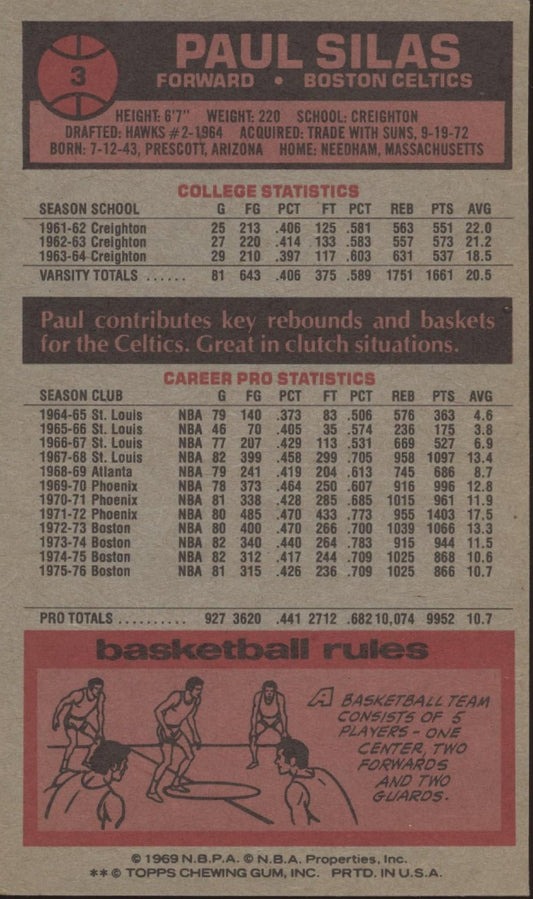 3
PAUL SILAS
FORWARD • BOSTON CELTICS
HEIGHT: 6'7" WEIGHT: 220 SCHOOL: CREIGHTON
DRAFTED: HAWKS #2-1964 ACQUIRED: TRADE WITH SUNS, 9-19-72
BORN: 7-12-43, PRESCOTT, ARIZONA HOME: NEEDHAM, MASSACHUSETTS
COLLEGE STATISTICS
SEASON SCHOOL G FG PCT FT PCT REB PTS AVG
1961-62 Creighton 25 213 .406 125 .581 563 551 22.0
1962-63 Creighton 27 220 .414 133 .583 557 573 21.2
1963-64 Creighton 29 210 .397 117 .603 631 537 18.5
VARSITY TOTALS ...... 81 643 .406 375 .589 1751 1661 20.5
Paul contributes key rebounds and baskets
for the Celtics. Great in clutch situations.
CAREER PRO STATISTICS
SEASON CLUB G FG PCT FT PCT REB PTS AVG
1964-65 St. Louis NBA 79 140 .373 83 .506 576 363 4.6
1965-66 St. Louis NBA 46 70 .405 35 .574 236 175 3.8
1966-67 St. Louis NBA 77 207 .429 113 .531 669 527 6.9
1967-68 St. Louis NBA 82 399 .458 299 .705 958 1097 13.4
1968-69 Atlanta NBA 79 241 .419 204 .613 745 686 8.7
1969-70 Phoenix NBA 78 373 .464 250 .607 916 996 12.8
1970-71 Phoenix NBA 81 338 .428 285 .685 1015 961 11.9
1971-72 Phoenix NBA 80 485 .470 433 .773 955 1403 17.5
1972-73 Boston NBA 80 400 .470 266 .700 1039 1066 13.3
1973-74 Boston NBA 82 340 .440 264 .783 915 944 11.5
1974-75 Boston NBA 82 312 .417 244 .709 1025 868 10.6
1975-76 Boston NBA 81 315 .426 236 .709 1025 866 10.7
PRO TOTALS .......... 927 3620 .441 2712 .682 10,074 9952 10.7
basketball rules
A BASKETBALL TEAM
CONSISTS OF 5
PLAYERS - ONE
CENTER, TWO
FORWARDS
AND TWO
GUARDS.
© 1969 N.B.P.A. © N.B.A. Properties, Inc.
**© TOPPS CHEWING GUM, INC. PRTD. IN U.S.A.